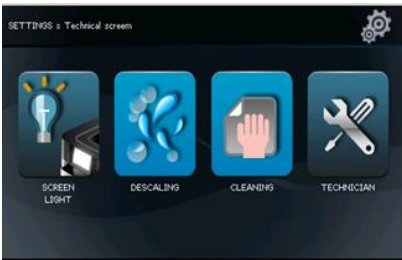 SETTINGS :: Technical screen
SCREEN
LIGHT
DESCALING
CLEANING
TECHNICIAN